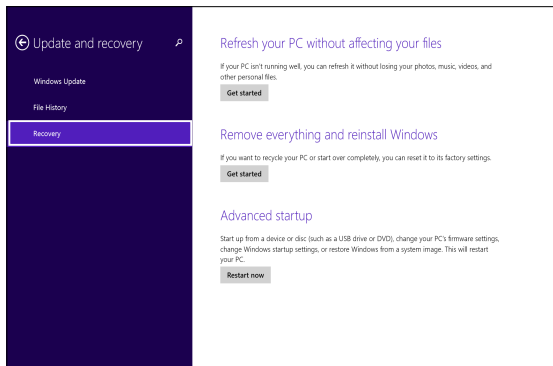 Update and recovery
Windows Update
File History
Recovery
Refresh your PC without affecting your files
If your PC isn't running well, you can refresh it without losing your photos, music, videos, and
other personal files.
Get started
Remove everything and reinstall Windows
If you want to recycle your PC or start over completely, you can reset it to its factory settings.
Get started
Advanced startup
Start up from a device or disc (such as a USB drive or DVD), change your PC's firmware settings,
change Windows startup settings, or restore Windows from a system image. This will restart
your PC.
Restart now